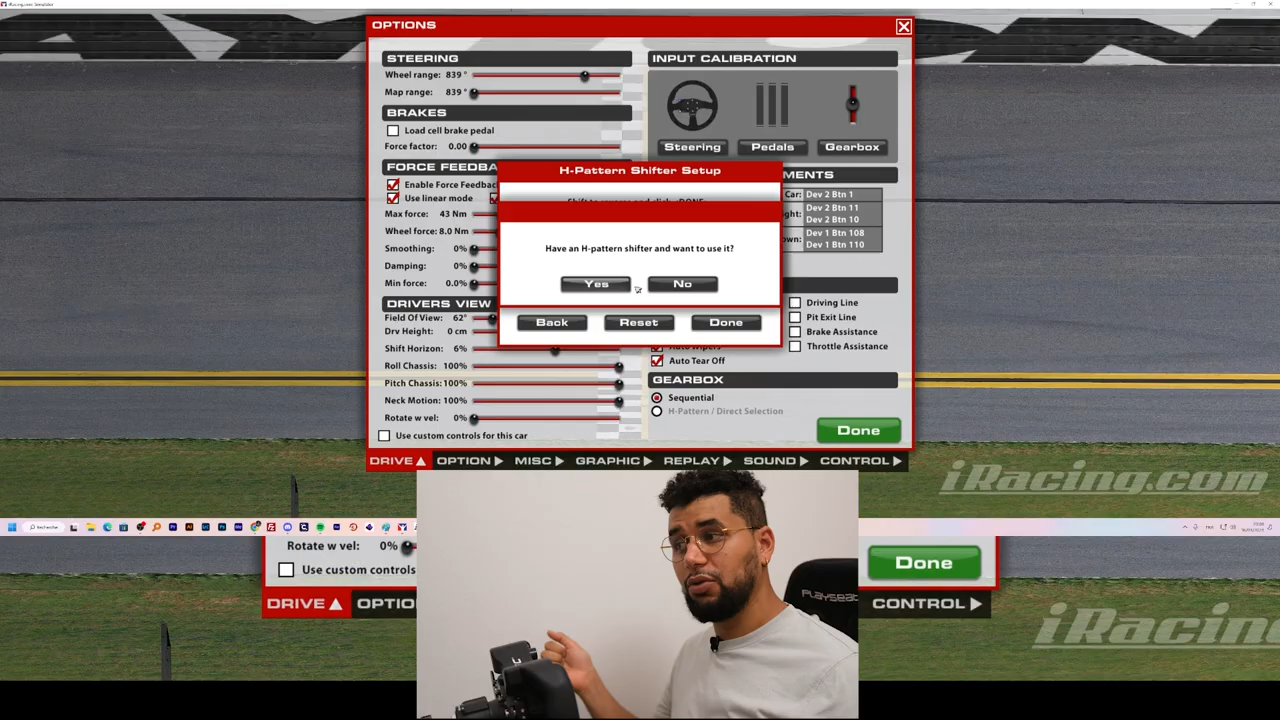 iRacing.com Simulator
OPTIONS
STEERING
Wheel range: 839 °
Map range: 839 °
BRAKES
Load cell brake pedal
Force factor: 0.00
FORCE FEEDBA
Enable Force Feedbac
Use linear mode
Max force: 43 Nm
Wheel force: 8.0 Nm
Smoothing: 0%
Damping: 0%
Min force: 0.0%
DRIVERS VIEW
Field Of View: 62°
Drv Height: 0 cm
Shift Horizon: 6%
Roll Chassis: 100%
Pitch Chassis: 100%
Neck Motion: 100%
Rotate w vel: 0%
Use custom controls for this car
INPUT CALIBRATION
Steering
Pedals
Gearbox
MENTS
Car: Dev 2 Btn 1
ght: Dev 2 Btn 11
Dev 2 Btn 10
own: Dev 1 Btn 108
Dev 1 Btn 110
H-Pattern Shifter Setup
Have an H-pattern shifter and want to use it?
Yes
No
Back
Reset
Done
Driving Line
Pit Exit Line
Brake Assistance
Throttle Assistance
Auto Tear Off
GEARBOX
Sequential
H-Pattern / Direct Selection
Done
DRIVE
OPTION
MISC
GRAPHIC
REPLAY
SOUND
CONTROL
iRacing.com
Recherche
Rotate w vel: 0%
Use custom controls
Done
DRIVE
OPTIO
CONTROL
iRacing
PLAYSEAT